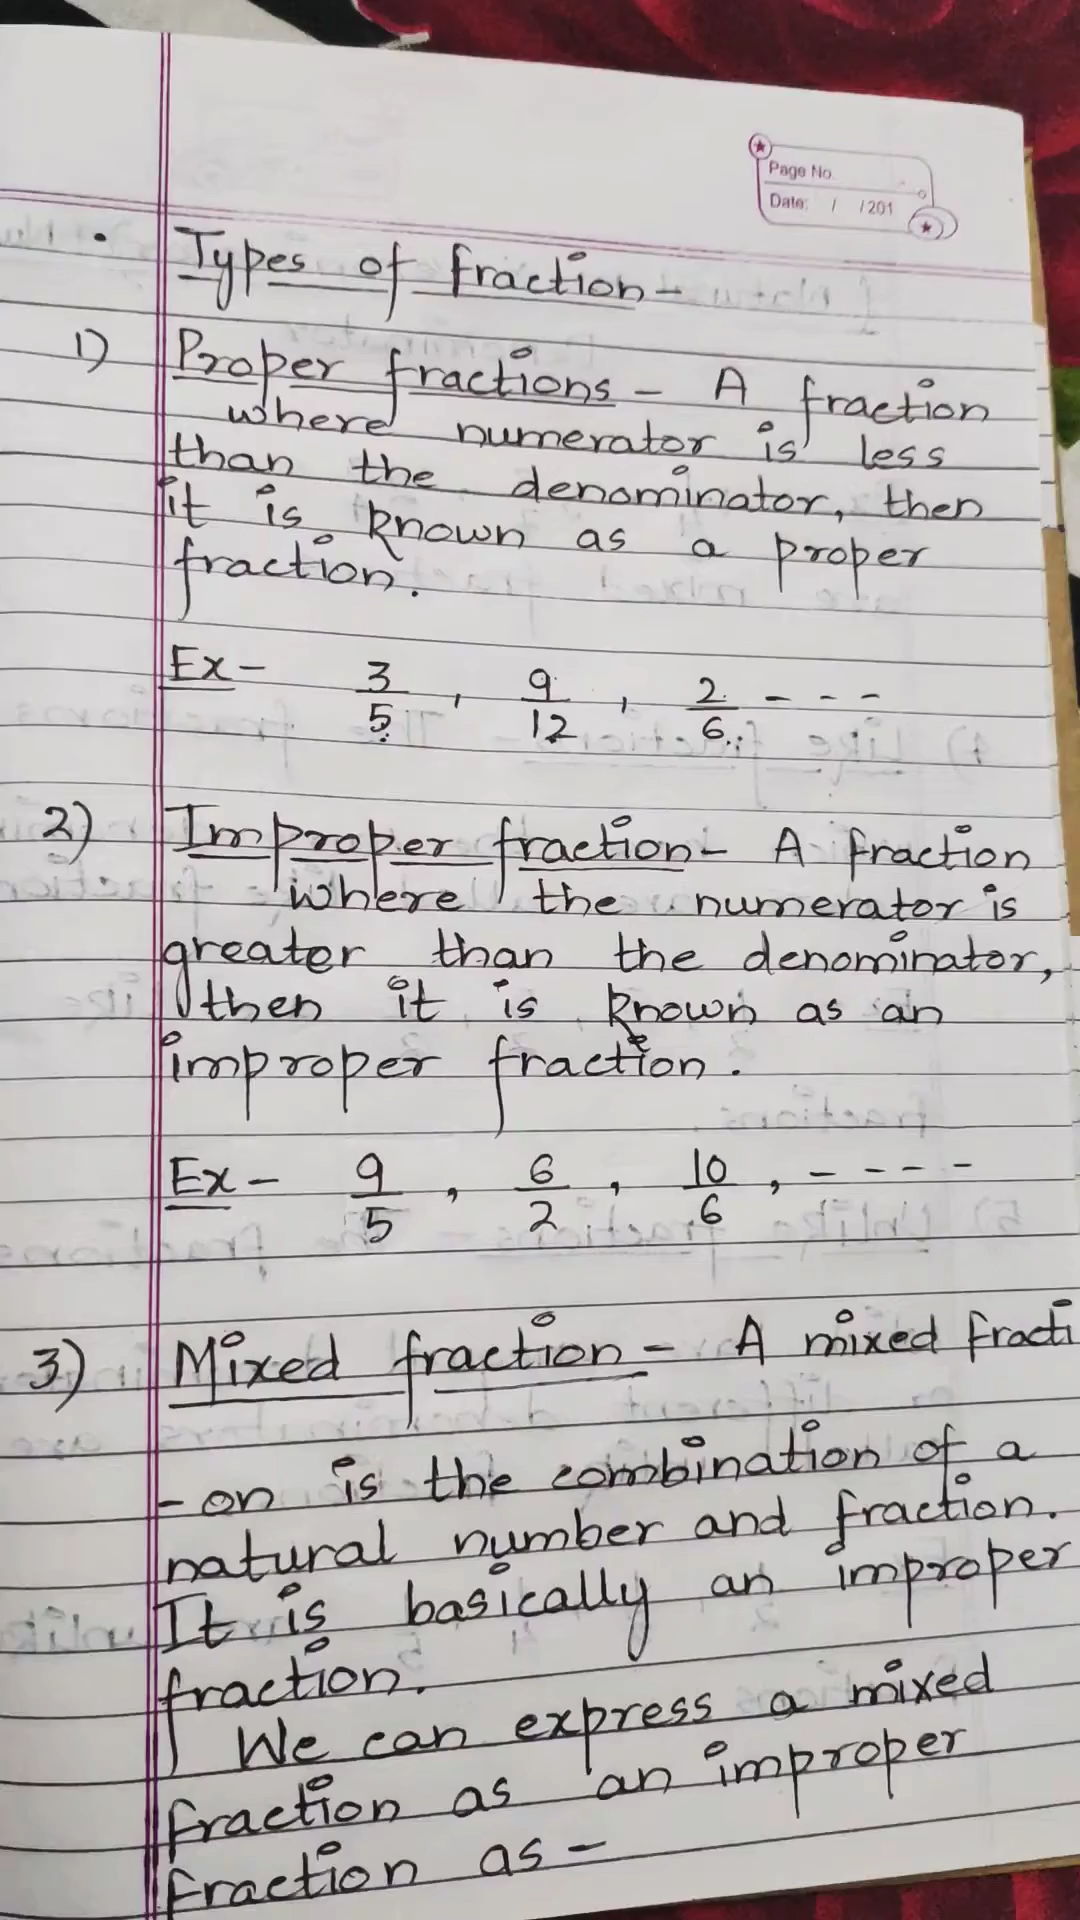 Page No.
Date: / /201
• Types of fraction -
1) Proper fractions - A fraction
where numerator is less
than the denominator, then
it is known as a proper
fraction.
Ex - 3/5 , 9/12 , 2/6 - - -
2) Improper fraction - A fraction
where the numerator is
greater than the denominator,
then it is known as an
improper fraction.
Ex - 9/5 , 6/2 , 10/6 , - - - -
3) Mixed fraction - A mixed fracti
-on is the combination of a
natural number and fraction.
It is basically an improper
fraction.
We can express a mixed
fraction as an improper
fraction as -